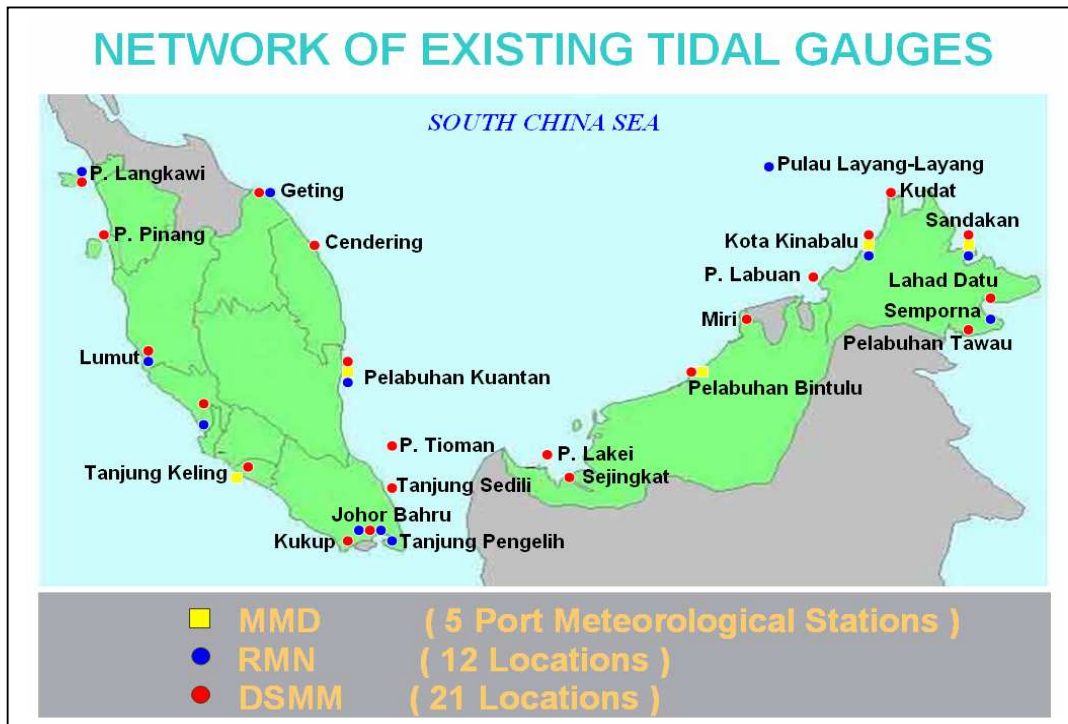 NETWORK OF EXISTING TIDAL GAUGES
SOUTH CHINA SEA
P. Langkawi
Geting
Pulau Layang-Layang
Kudat
P. Pinang
Cendering
Sandakan
Kota Kinabalu
P. Labuan
Lahad Datu
Miri
Semporna
Pelabuhan Tawau
Lumut
Pelabuhan Kuantan
Pelabuhan Bintulu
P. Tioman
P. Lakei
Tanjung Keling
Sejingkat
Tanjung Sedili
Johor Bahru
Kukup
Tanjung Pengelih
MMD ( 5 Port Meteorological Stations )
RMN ( 12 Locations )
DSMM ( 21 Locations )